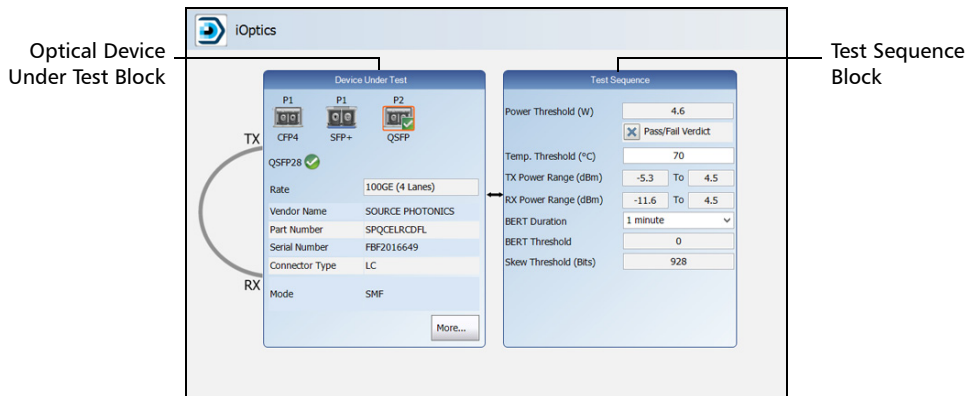 iOptics
Optical Device
Under Test Block
Test Sequence
Block
Device Under Test
P1 P1 P2
CFP4 SFP+ QSFP
TX
QSFP28
Rate 100GE (4 Lanes)
Vendor Name SOURCE PHOTONICS
Part Number SPQCELRCDFL
Serial Number FBF2016649
Connector Type LC
RX
Mode SMF
More...
Test Sequence
Power Threshold (W) 4.6
Pass/Fail Verdict
Temp. Threshold (°C) 70
TX Power Range (dBm) -5.3 To 4.5
RX Power Range (dBm) -11.6 To 4.5
BERT Duration 1 minute
BERT Threshold 0
Skew Threshold (Bits) 928